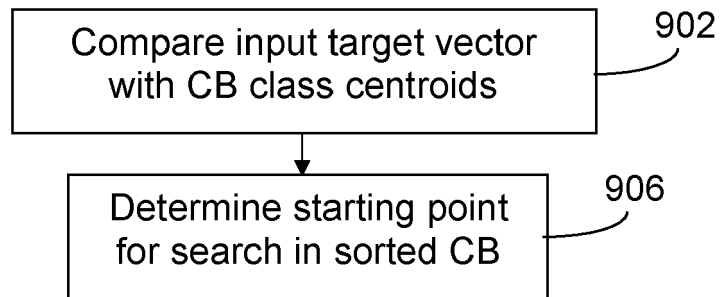 Compare input target vector
with CB class centroids
902
Determine starting point
for search in sorted CB
906